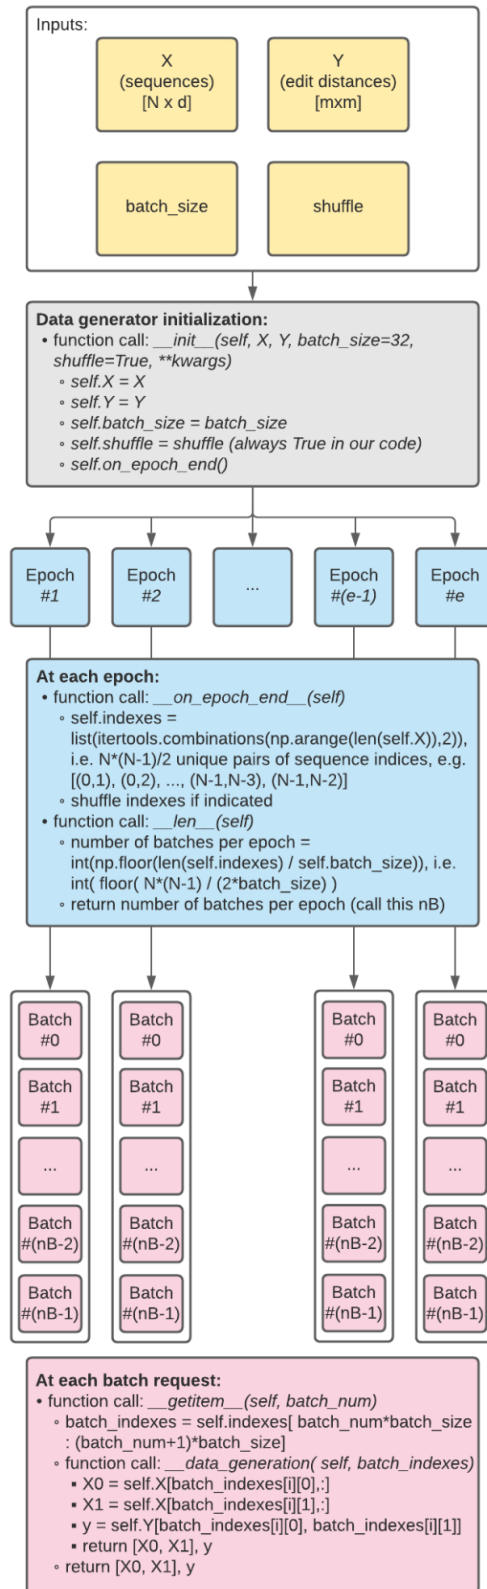 Inputs:
X
(sequences)
[N x d]
Y
(edit distances)
[mxm]
batch_size
shuffle
Data generator initialization:
• function call: __init__(self, X, Y, batch_size=32,
shuffle=True, **kwargs)
◦ self.X = X
◦ self.Y = Y
◦ self.batch_size = batch_size
◦ self.shuffle = shuffle (always True in our code)
◦ self.on_epoch_end()
Epoch
#1
Epoch
#2
...
Epoch
#(e-1)
Epoch
#e
At each epoch:
• function call: __on_epoch_end__(self)
◦ self.indexes =
list(itertools.combinations(np.arange(len(self.X)),2)),
i.e. N*(N-1)/2 unique pairs of sequence indices, e.g.
[(0,1), (0,2), ..., (N-1,N-3), (N-1,N-2)]
◦ shuffle indexes if indicated
• function call: __len__(self)
◦ number of batches per epoch =
int(np.floor(len(self.indexes) / self.batch_size)), i.e.
int( floor( N*(N-1) / (2*batch_size) )
◦ return number of batches per epoch (call this nB)
Batch
#0
Batch
#1
...
Batch
#(nB-2)
Batch
#(nB-1)
Batch
#0
Batch
#1
...
Batch
#(nB-2)
Batch
#(nB-1)
Batch
#0
Batch
#1
...
Batch
#(nB-2)
Batch
#(nB-1)
Batch
#0
Batch
#1
...
Batch
#(nB-2)
Batch
#(nB-1)
At each batch request:
• function call: __getitem__(self, batch_num)
◦ batch_indexes = self.indexes[ batch_num*batch_size
: (batch_num+1)*batch_size]
◦ function call: __data_generation( self, batch_indexes)
▪ X0 = self.X[batch_indexes[i][0],:]
▪ X1 = self.X[batch_indexes[i][1],:]
▪ y = self.Y[batch_indexes[i][0], batch_indexes[i][1]]
▪ return [X0, X1], y
◦ return [X0, X1], y